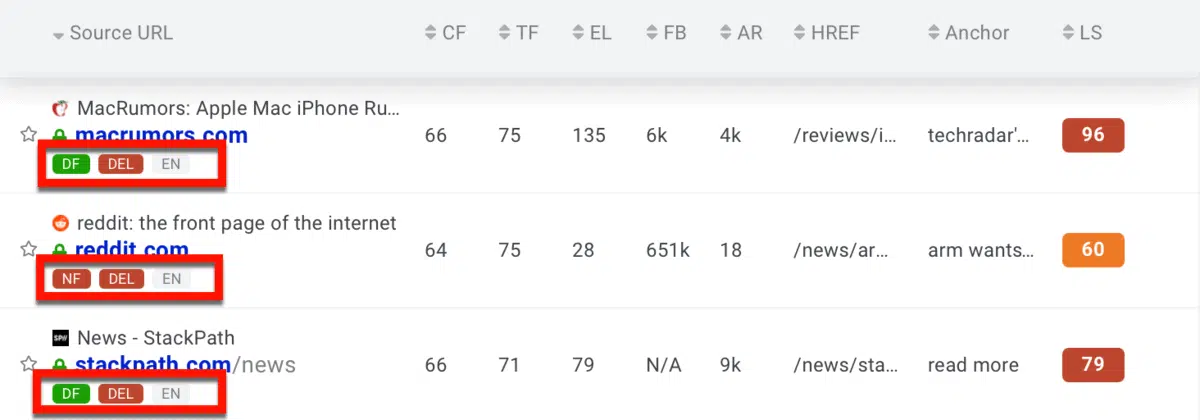 Source URL CF TF EL FB AR HREF Anchor LS
MacRumors: Apple Mac iPhone Ru...
macrumors.com 66 75 135 6k 4k /reviews/i... techradar'... 96
DF DEL EN
reddit: the front page of the internet
reddit.com 64 75 28 651k 18 /news/ar... arm wants... 60
NF DEL EN
SP// News - StackPath
stackpath.com/news 66 71 79 N/A 9k /news/sta... read more 79
DF DEL EN